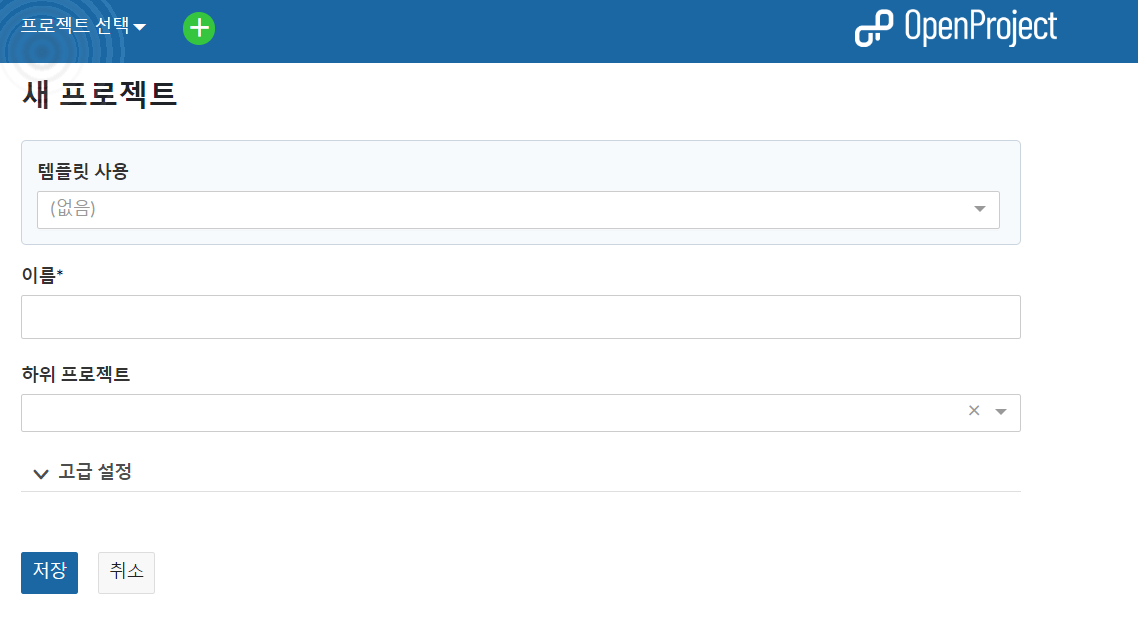 프로젝트 선택
OpenProject
새 프로젝트
템플릿 사용
(없음)
이름*
하위 프로젝트
고급 설정
저장 취소